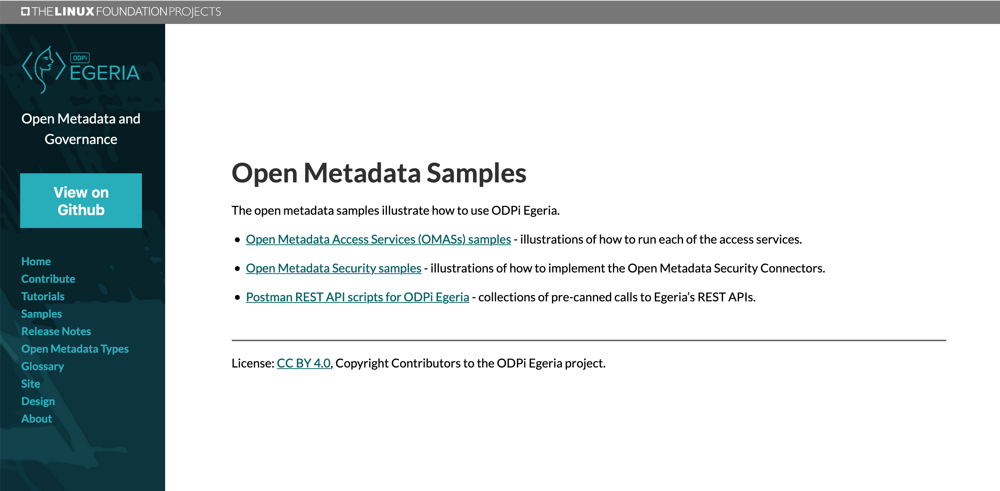 THE LINUX FOUNDATION PROJECTS
ODPi
EGERIA
Open Metadata and
Governance
View on
Github
Home
Contribute
Tutorials
Samples
Release Notes
Open Metadata Types
Glossary
Site
Design
About
Open Metadata Samples
The open metadata samples illustrate how to use ODPi Egeria.
• Open Metadata Access Services (OMASs) samples - illustrations of how to run each of the access services.
• Open Metadata Security samples - illustrations of how to implement the Open Metadata Security Connectors.
• Postman REST API scripts for ODPi Egeria - collections of pre-canned calls to Egeria’s REST APIs.
License: CC BY 4.0, Copyright Contributors to the ODPi Egeria project.